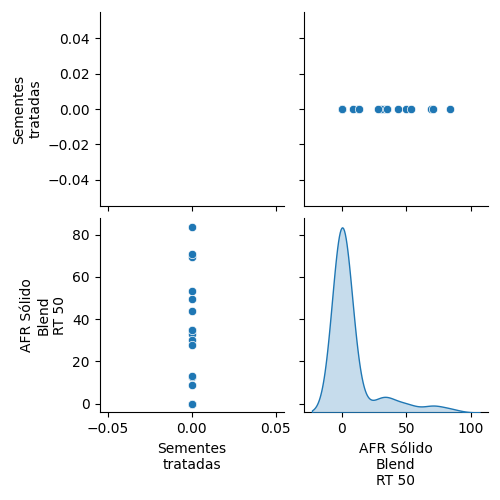 0.04
0.02
0.00
−0.02
−0.04
Sementes
tratadas
80
60
40
20
0
AFR Sólido
Blend
RT 50
−0.05
0.00
0.05
Sementes
tratadas
0
50
100
AFR Sólido
Blend
RT 50